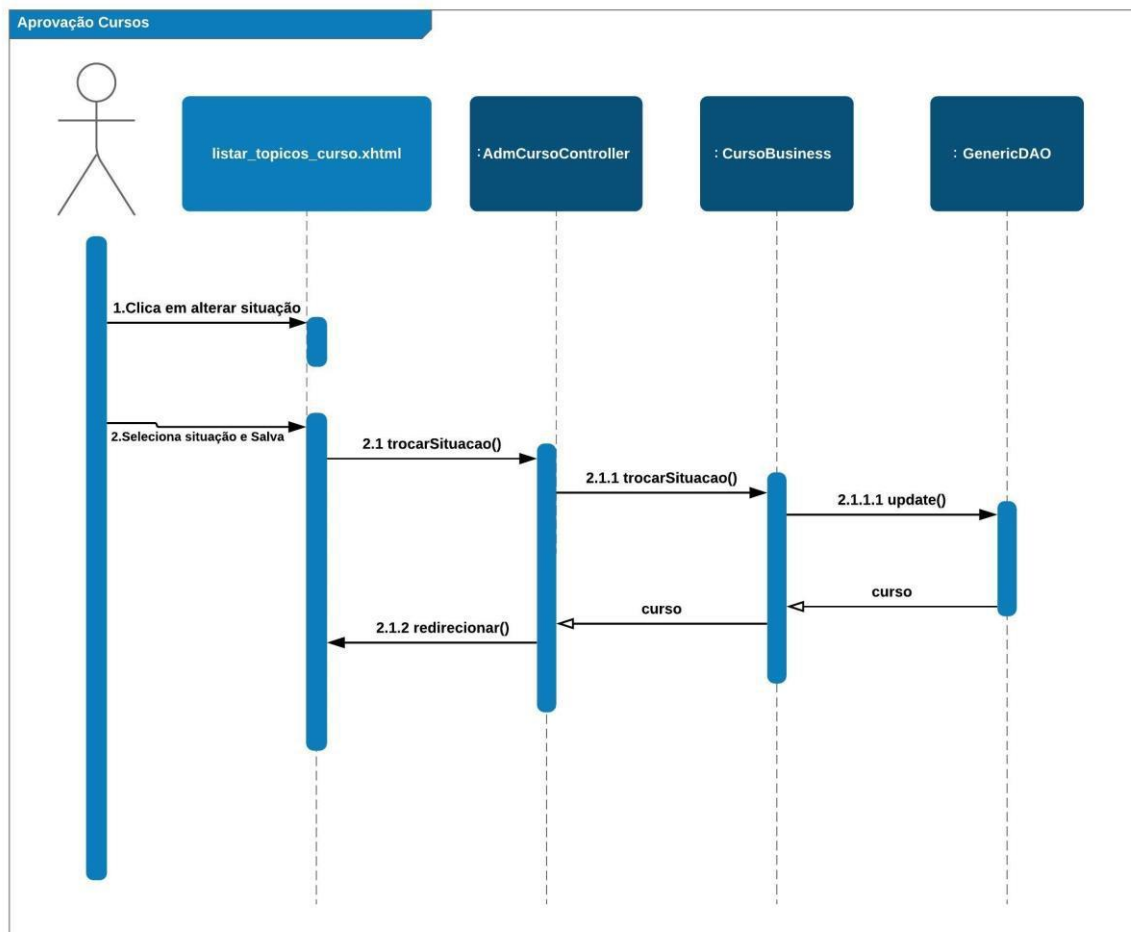 Aprovação Cursos
listar_topicos_curso.xhtml
:AdmCursoController
: CursoBusiness
: GenericDAO
1.Clica em alterar situação
2.Seleciona situação e Salva
2.1 trocarSituacao()
2.1.1 trocarSituacao()
2.1.1.1 update()
curso
curso
2.1.2 redirecionar()